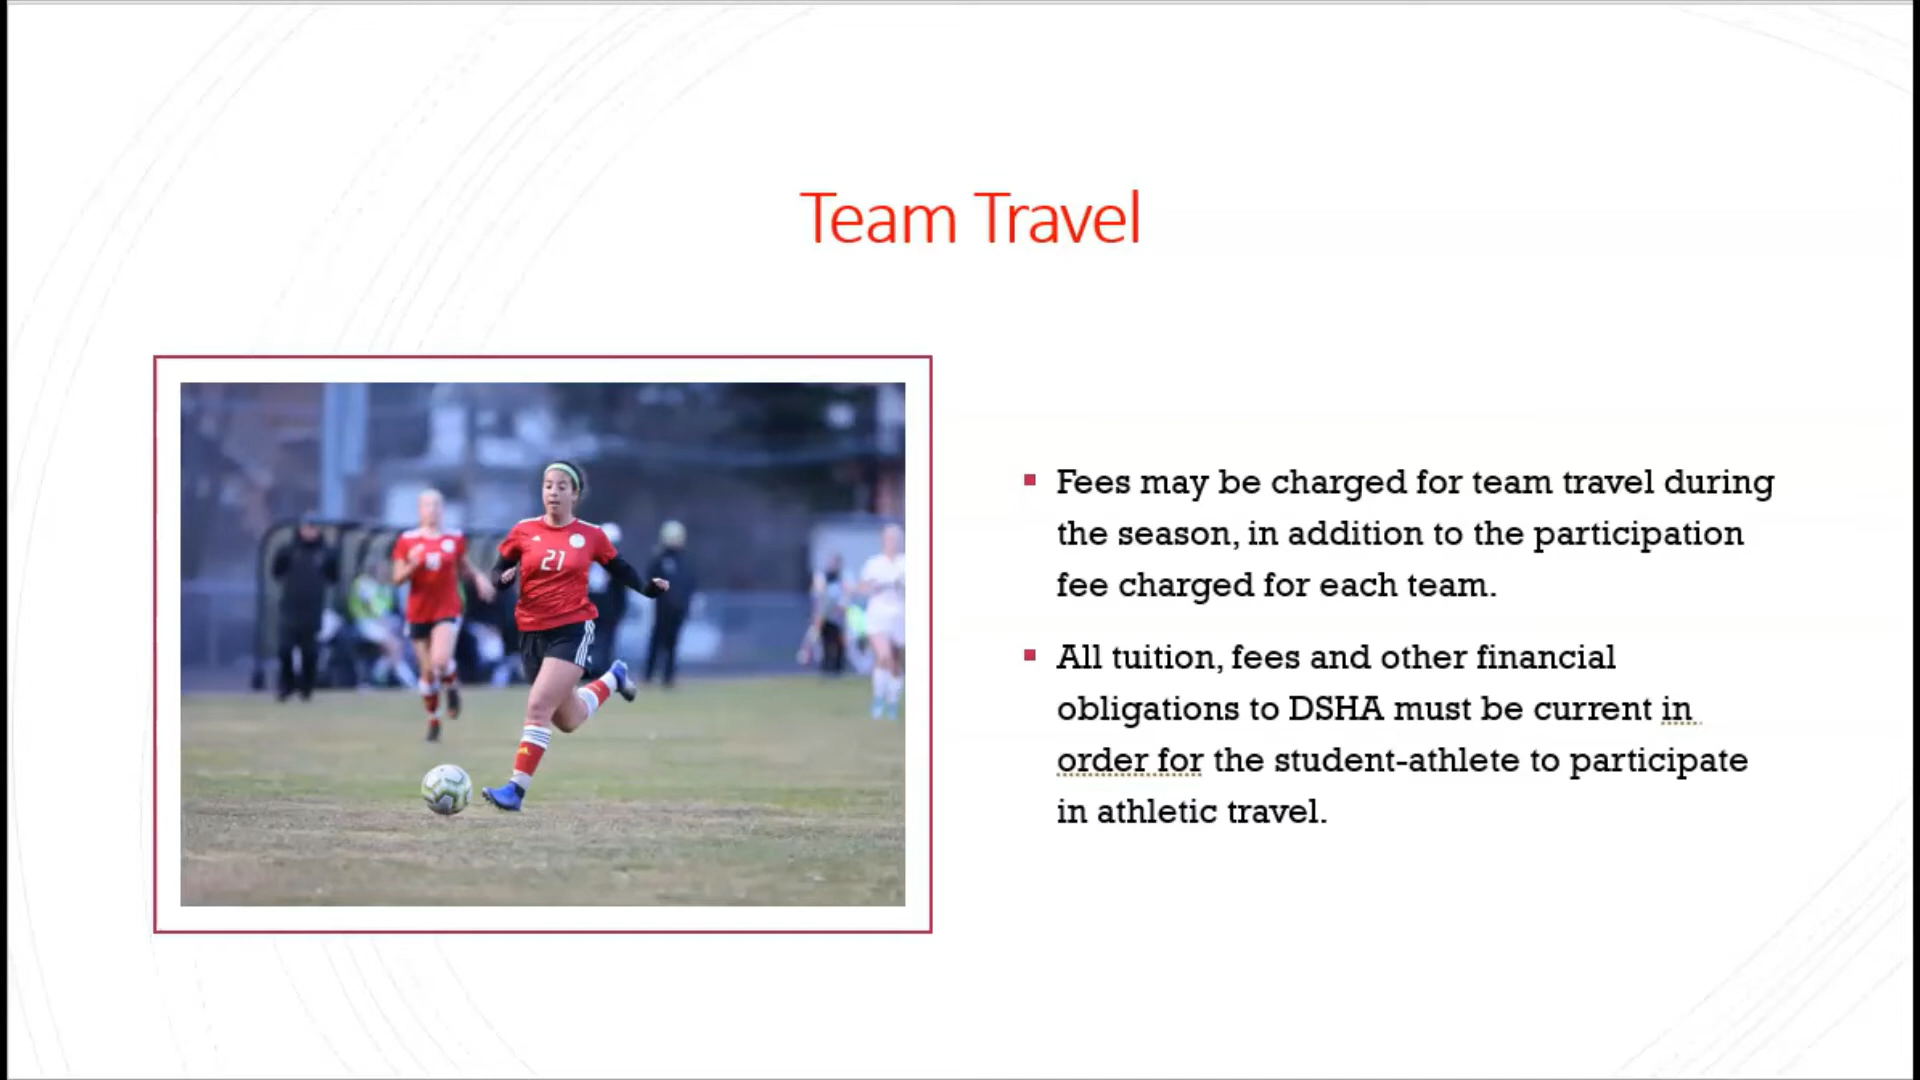 Team Travel
21
Fees may be charged for team travel during
the season, in addition to the participation
fee charged for each team.
All tuition, fees and other financial
obligations to DSHA must be current in
order for the student-athlete to participate
in athletic travel.